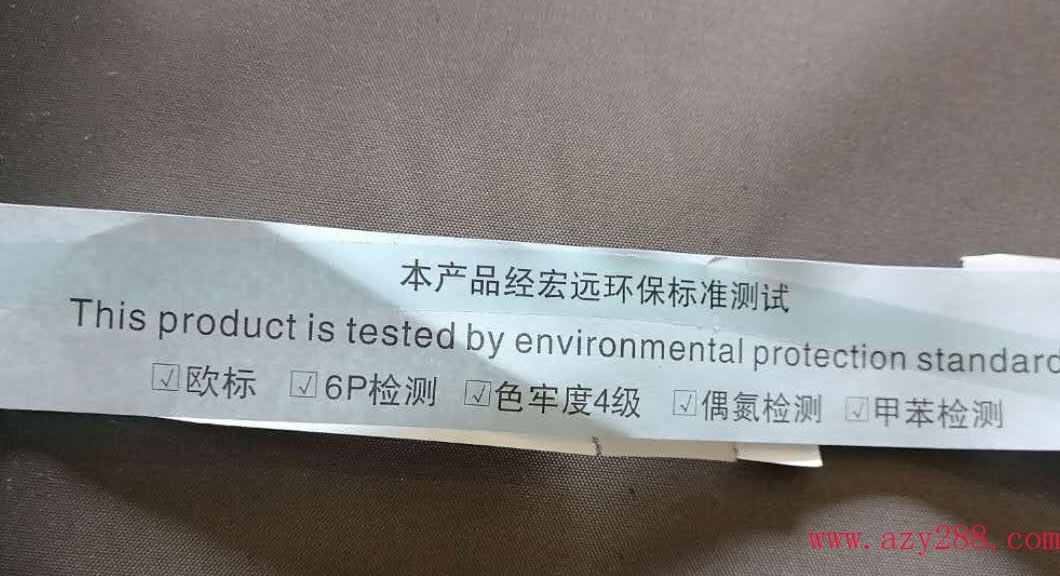 本产品经宏远环保标准测试
This product is tested by environmental protection standard
☑欧标 ☑6P检测 ☑色牢度4级 ☑偶氮检测 ☑甲苯检测
www.azy288.com